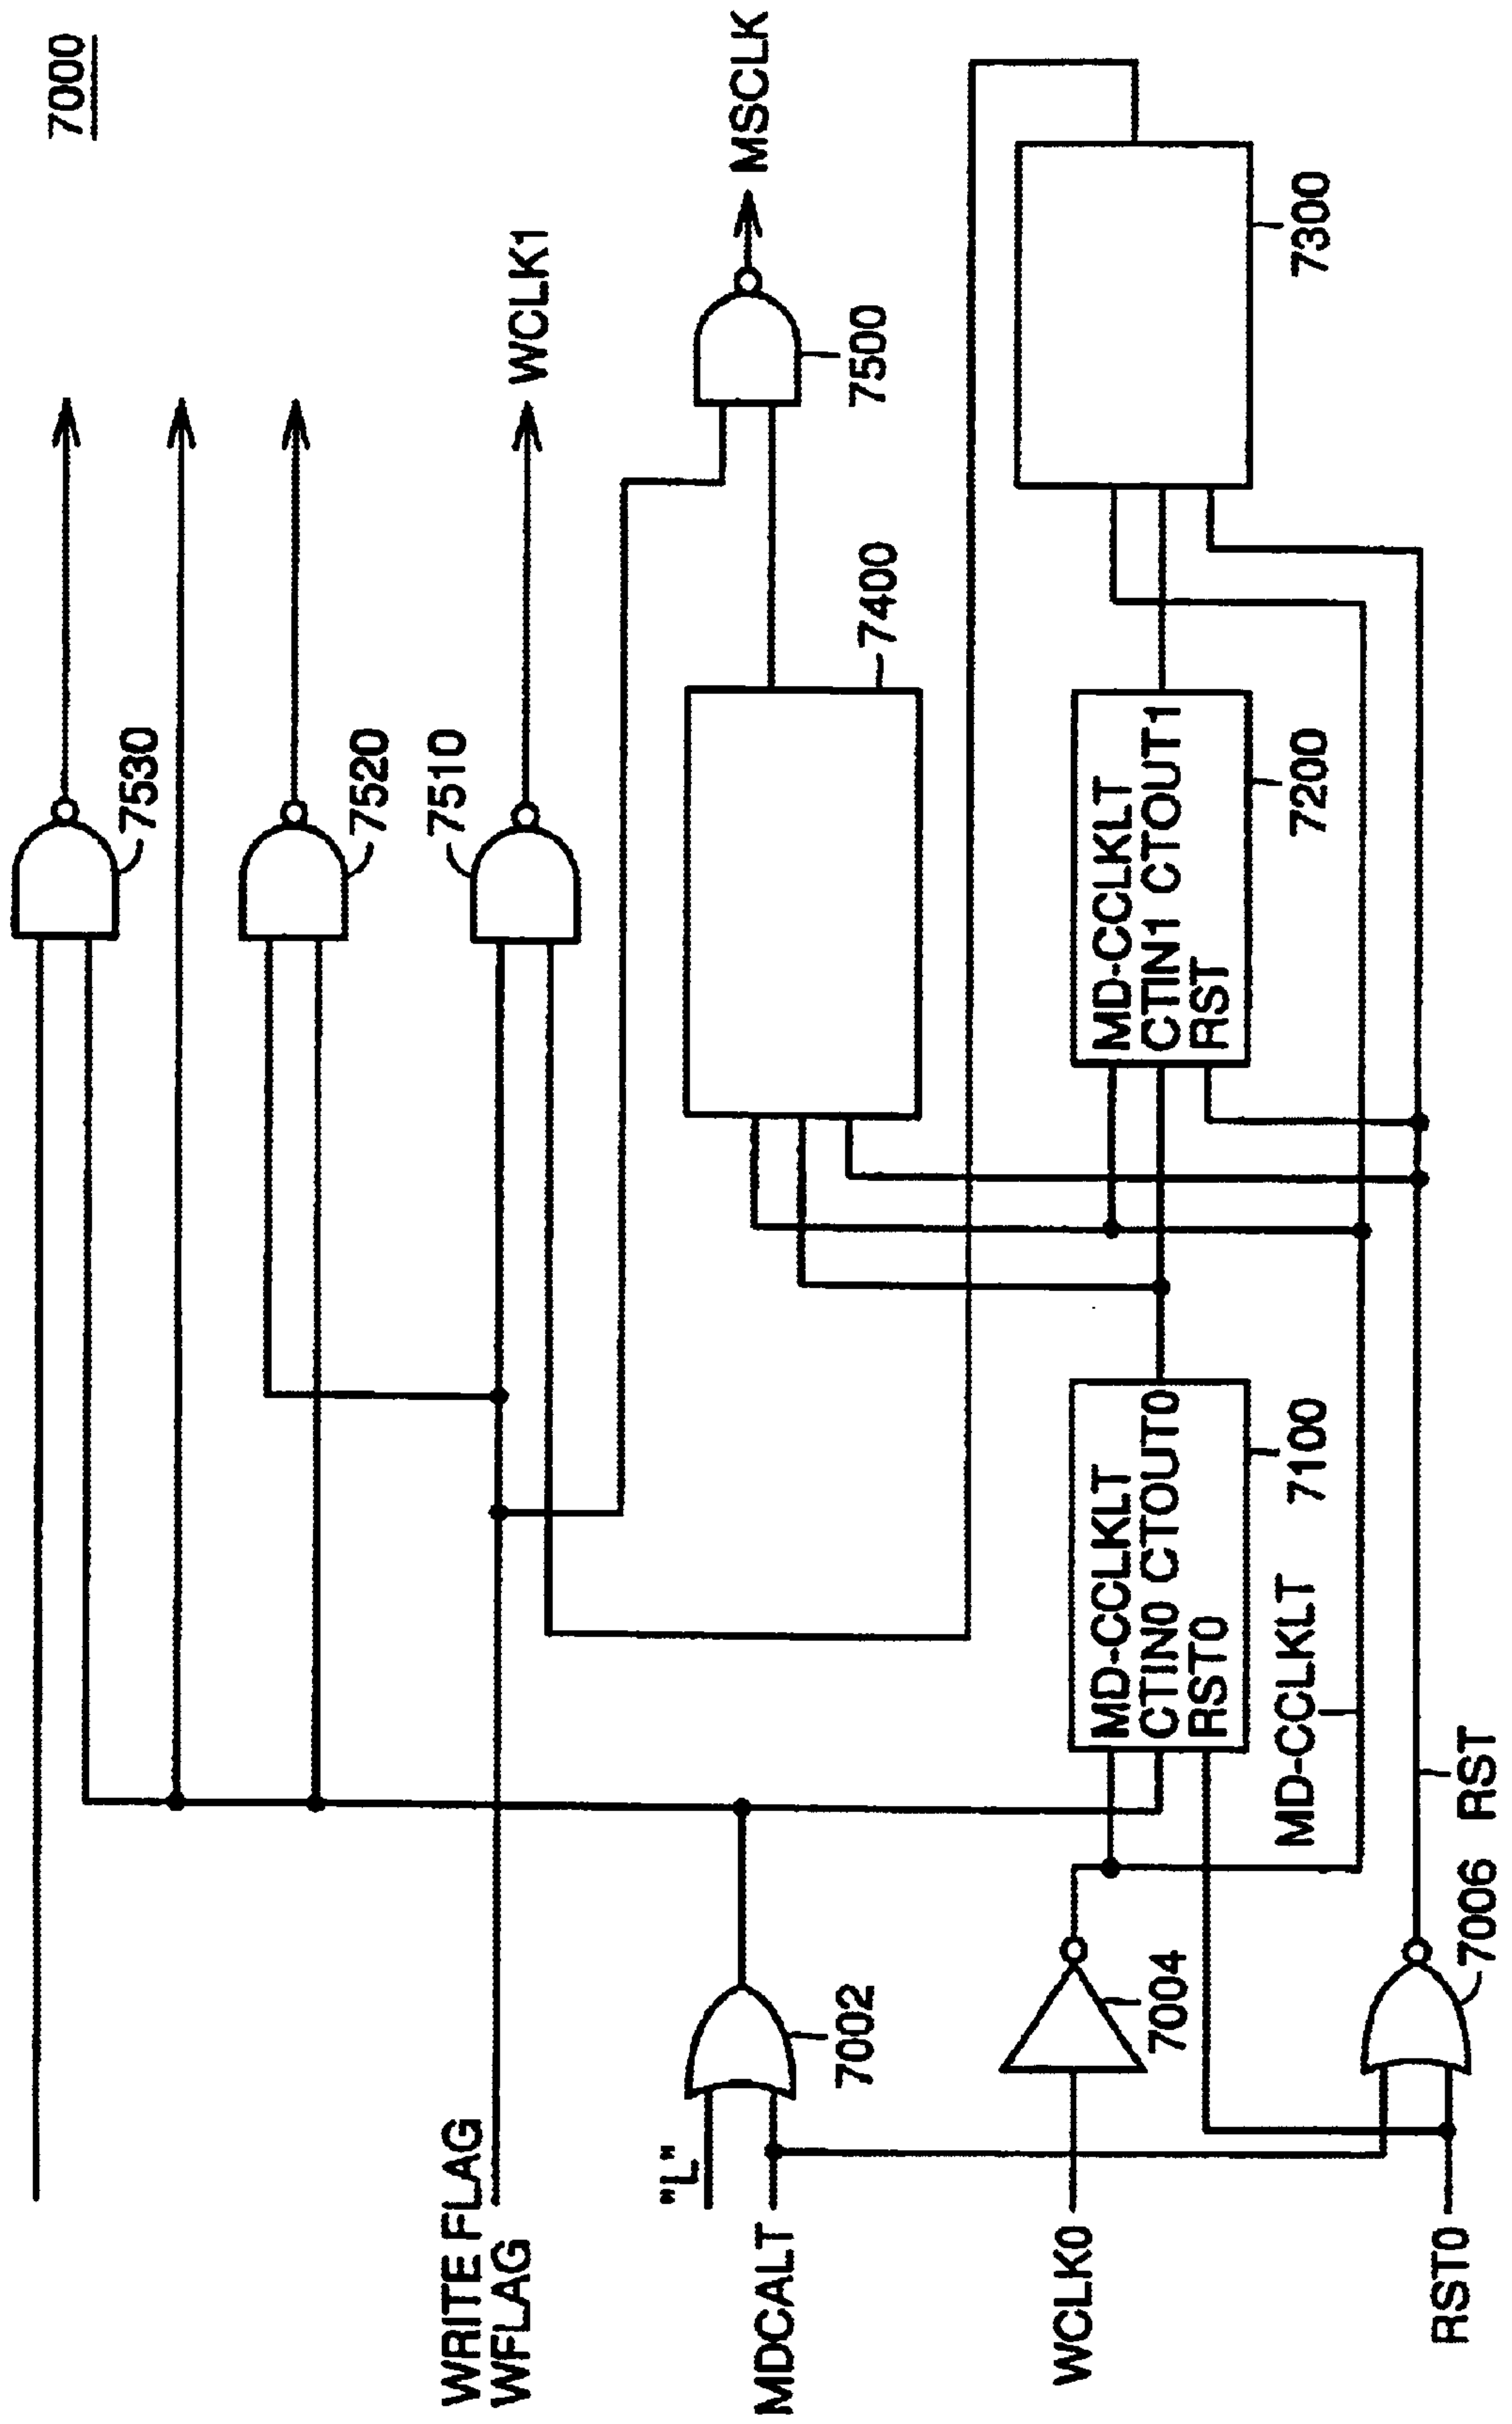 7000
7530
7520
7510
WCLK1
MSCLK
7500
7400
WRITE FLAG
WFLAG
"L"
MDCALT
7002
WCLK0
7004
MD-CCLKLT
CTIN0 CTOUT0
RST0
7100
MD-CCLKLT
CTIN1 CTOUT1
RST
7200
7300
MD-CCLKLT
RST0
7006
RST